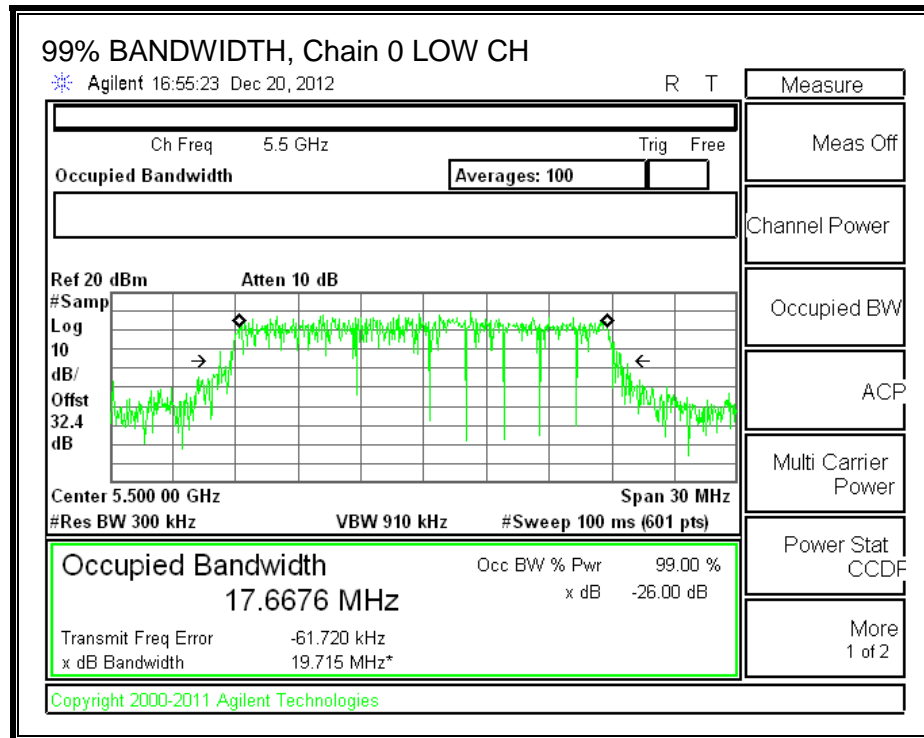 99% BANDWIDTH, Chain 0 LOW CH
Agilent 16:55:23 Dec 20, 2012 R T
Measure
Ch Freq 5.5 GHz Trig Free
Occupied Bandwidth Averages: 100
Ref 20 dBm Atten 10 dB
#Samp
Log
10
dB/
Offst
32.4
dB
Center 5.500 00 GHz Span 30 MHz
#Res BW 300 kHz VBW 910 kHz #Sweep 100 ms (601 pts)
Occupied Bandwidth Occ BW % Pwr 99.00 %
17.6676 MHz x dB -26.00 dB
Transmit Freq Error -61.720 kHz
x dB Bandwidth 19.715 MHz*
Copyright 2000-2011 Agilent Technologies
Meas Off
Channel Power
Occupied BW
ACP
Multi Carrier
Power
Power Stat
CCDF
More
1 of 2